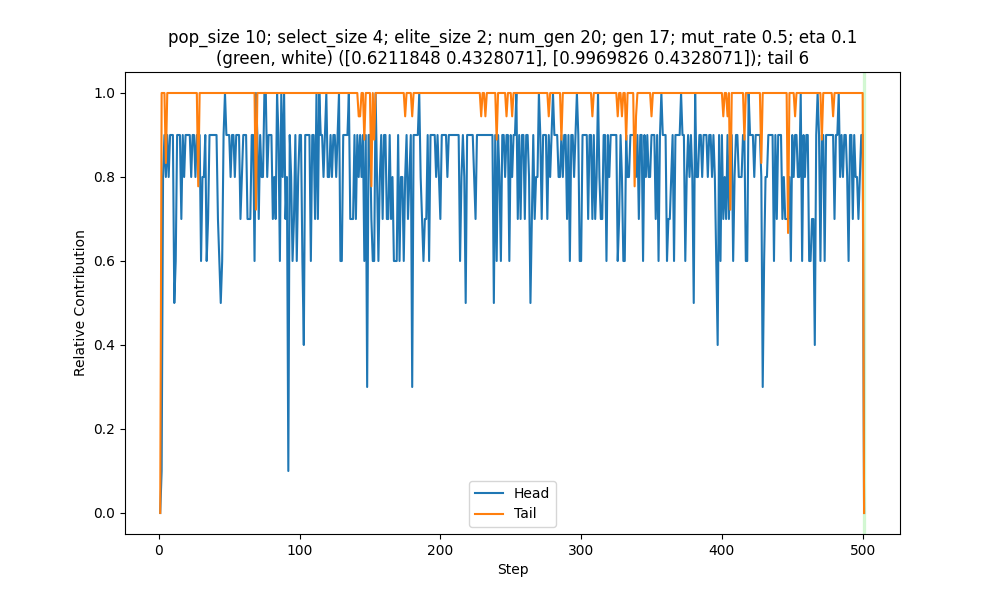 pop_size 10; select_size 4; elite_size 2; num_gen 20; gen 17; mut_rate 0.5; eta 0.1
(green, white) ([0.6211848 0.4328071], [0.9969826 0.4328071]); tail 6
1.0
0.8
0.6
0.4
0.2
0.0
Relative Contribution
Head
Tail
0
100
200
300
400
500
Step